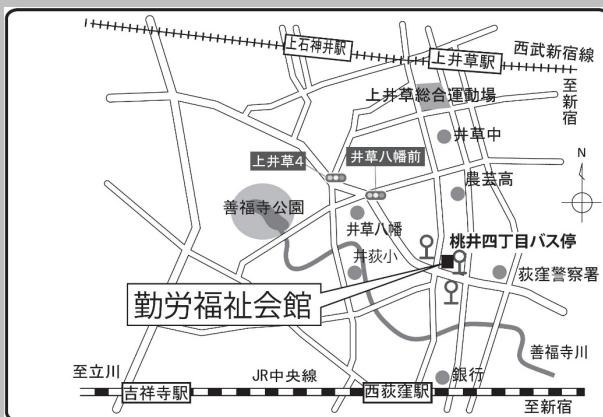 上石神井駅
上井草駅
西武新宿線
至新宿
上井草総合運動場
井草中
上井草4
井草八幡前
農芸高
N
善福寺公園
井草八幡
桃井四丁目バス停
井荻小
荻窪警察署
勤労福祉会館
善福寺川
至立川
JR中央線
銀行
吉祥寺駅
西荻窪駅
至新宿